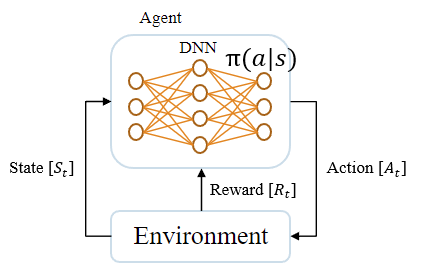 Agent
DNN
π(a|s)
State [S_t]
Action [A_t]
Reward [R_t]
Environment